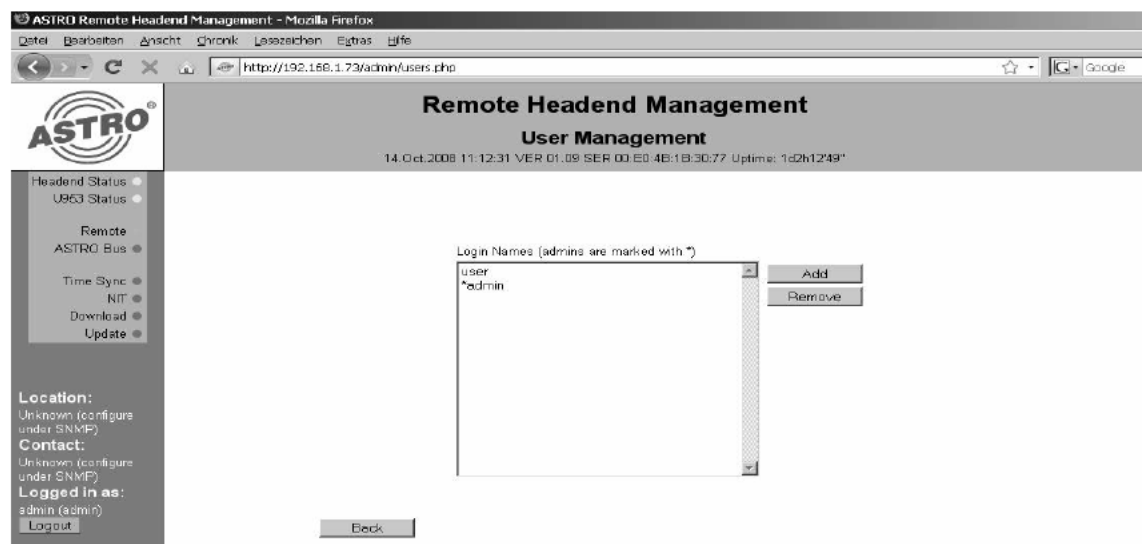 ASTRO Remote Headend Management - Mozilla Firefox
Datei Bearbeiten Ansicht Chronik Lesezeichen Extras Hilfe
http://192.168.1.73/admin/users.php
Google
ASTRO®
Remote Headend Management
User Management
14.Oct.2008 11:12:31 VER 01.09 SER 00:E0:4B:1B:30:77 Uptime: 1d2h12'49"
Headend Status
U953 Status
Remote
ASTRO Bus
Time Sync
NIT
Download
Update
Location:
Unknown (configure
under SNMP)
Contact:
Unknown (configure
under SNMP)
Logged in as:
admin (admin)
Logout
Login Names (admins are marked with *)
user
*admin
Add
Remove
Back